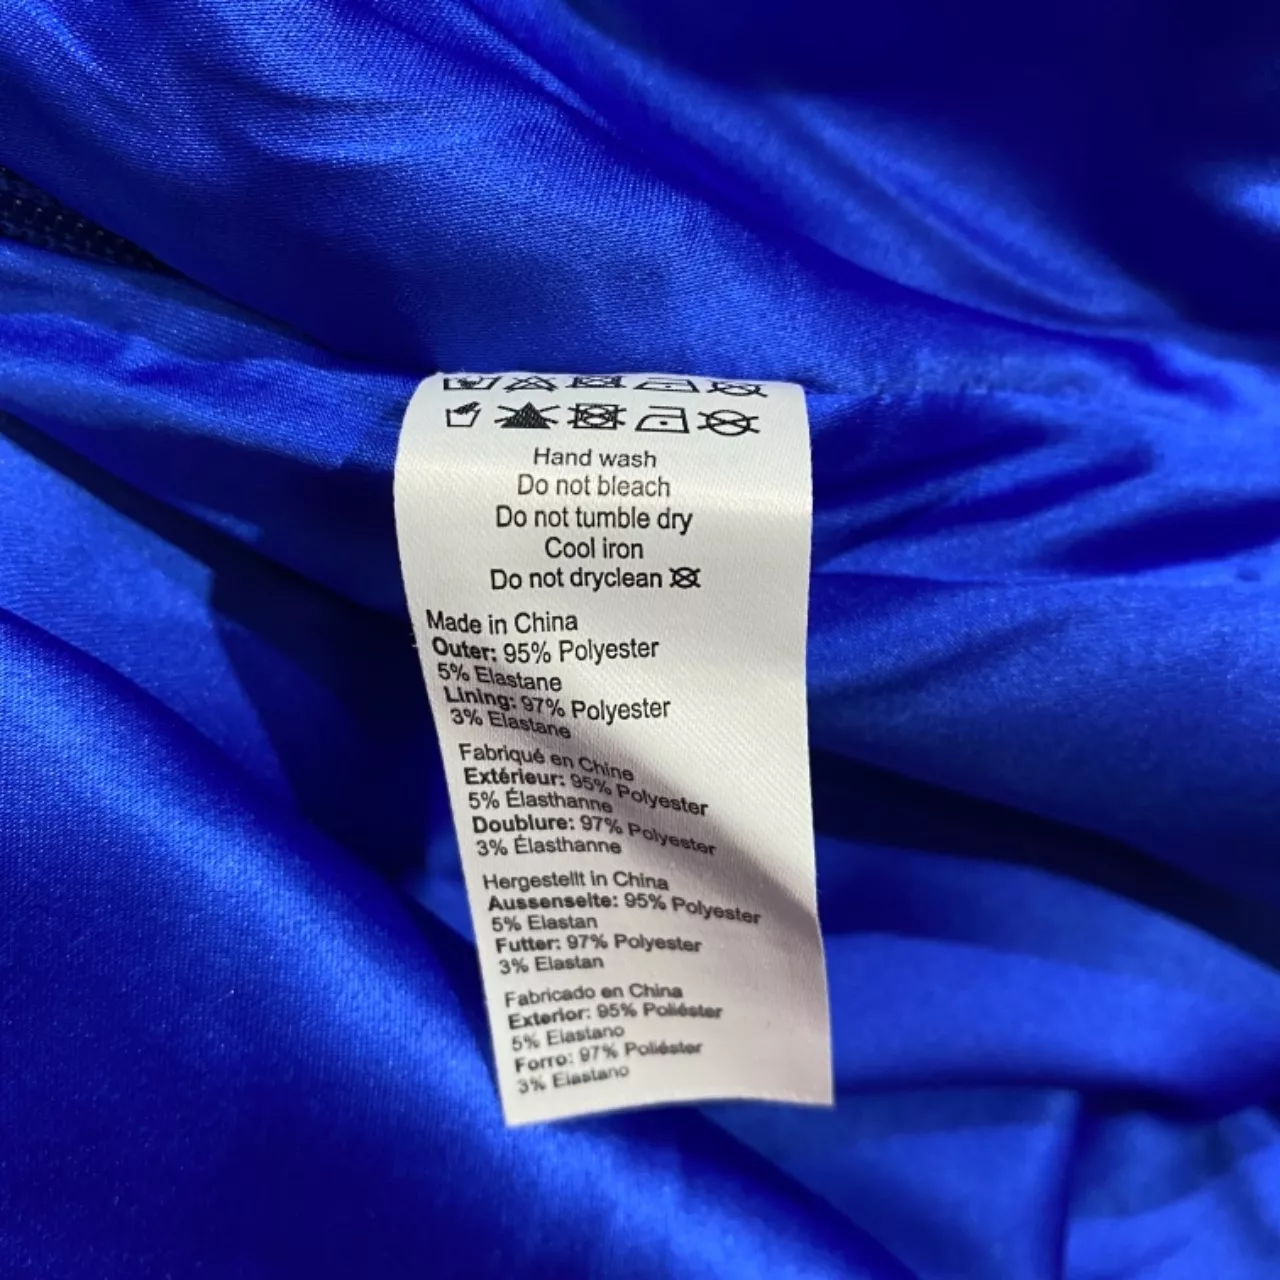 Hand wash
Do not bleach
Do not tumble dry
Cool iron
Do not dryclean
Made in China
Outer: 95% Polyester
5% Elastane
Lining: 97% Polyester
3% Elastane
Fabriqué en Chine
Extérieur: 95% Polyester
5% Élasthanne
Doublure: 97% Polyester
3% Élasthanne
Hergestellt in China
Aussenseite: 95% Polyester
5% Elastan
Futter: 97% Polyester
3% Elastan
Fabricado en China
Exterior: 95% Poliéster
5% Elastano
Forro: 97% Poliéster
3% Elastano